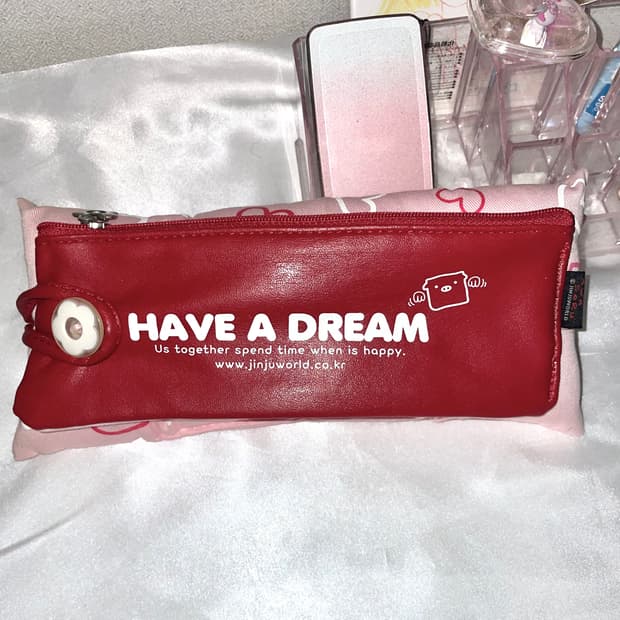 HAVE A DREAM
Us together spend time when is happy.
www.jinjuworld.co.kr